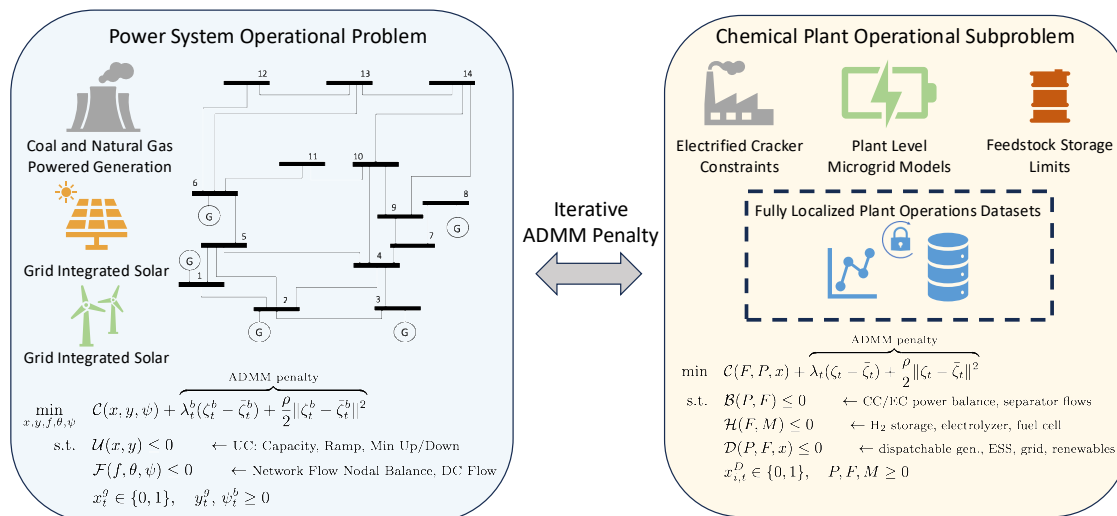 Power System Operational Problem
Coal and Natural Gas
Powered Generation
Grid Integrated Solar
Grid Integrated Solar
12
13
14
11
10
6
G
8
9
G
5
7
G
4
1
2
3
G
G
ADMM penalty
min x,y,f,θ,ψ C(x, y, ψ) + λ_t^b(ζ_t^b − ζ̄_t^b) + ρ/2 ||ζ_t^b − ζ̄_t^b||^2
s.t. U(x, y) ≤ 0 ← UC: Capacity, Ramp, Min Up/Down
F(f, θ, ψ) ≤ 0 ← Network Flow Nodal Balance, DC Flow
x_t^g ∈ {0, 1}, y_t^g, ψ_t^b ≥ 0
Iterative
ADMM Penalty
Chemical Plant Operational Subproblem
Electrified Cracker
Constraints
Plant Level
Microgrid Models
Feedstock Storage
Limits
Fully Localized Plant Operations Datasets
ADMM penalty
min C(F, P, x) + λ_t(ζ_t − ζ̄_t) + ρ/2 ||ζ_t − ζ̄_t||^2
s.t. B(P, F) ≤ 0 ← CC/EC power balance, separator flows
H(F, M) ≤ 0 ← H₂ storage, electrolyzer, fuel cell
D(P, F, x) ≤ 0 ← dispatchable gen., ESS, grid, renewables
x_{i,t}^D ∈ {0, 1}, P, F, M ≥ 0